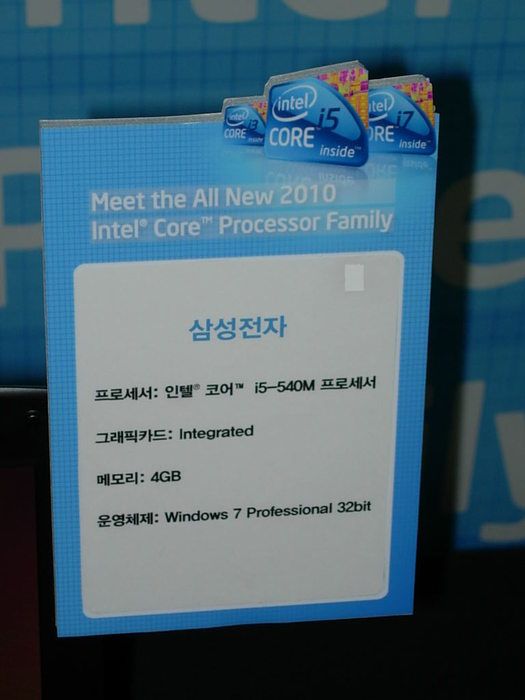 intel
CORE i3
inside
intel
CORE i5
inside™
intel
CORE i7
inside™
Meet the All New 2010
Intel® Core™ Processor Family
삼성전자
프로세서: 인텔® 코어™ i5-540M 프로세서
그래픽카드: Integrated
메모리: 4GB
운영체제: Windows 7 Professional 32bit